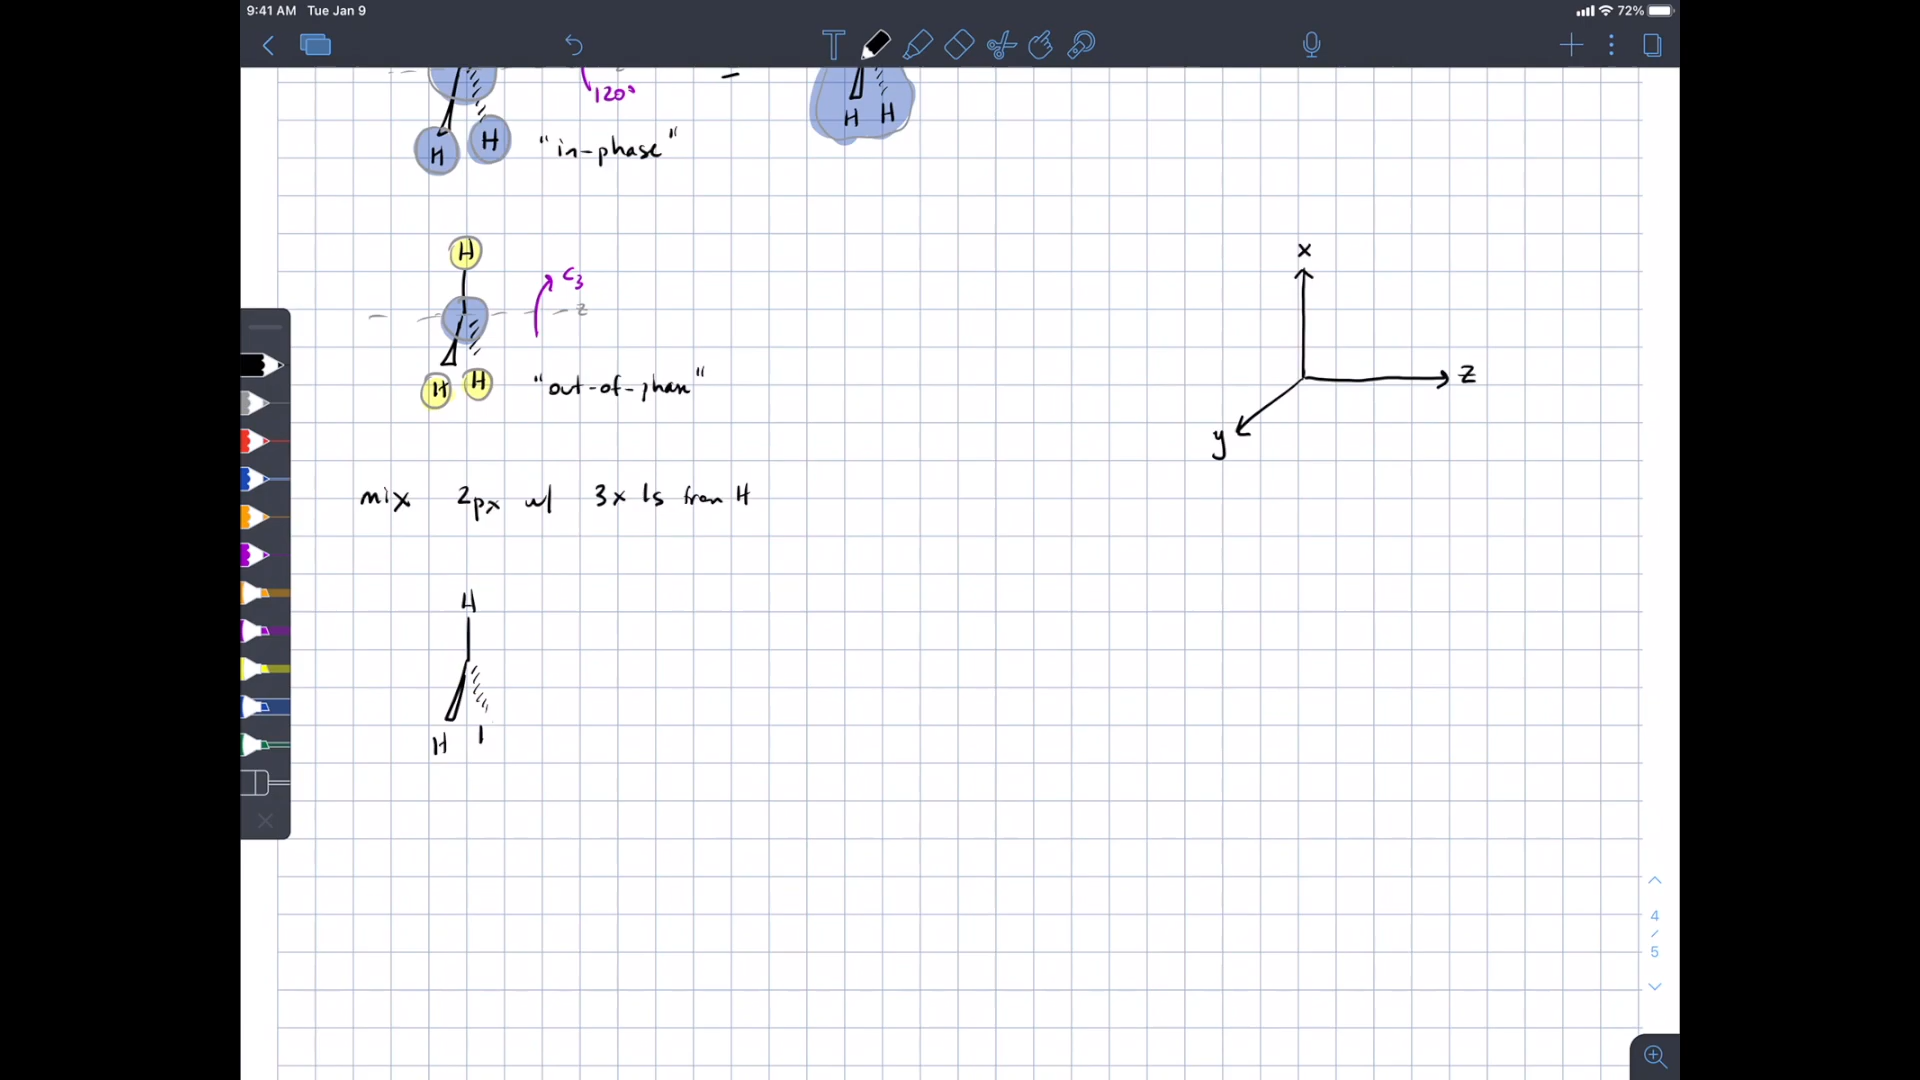 9:41 AM Tue Jan 9
72%
120°
H H
H H "in-phase"
H
C3
z
H H "out-of-phan"
x
z
y
mix 2px w/ 3x 1s from H
H
H
4
/
5